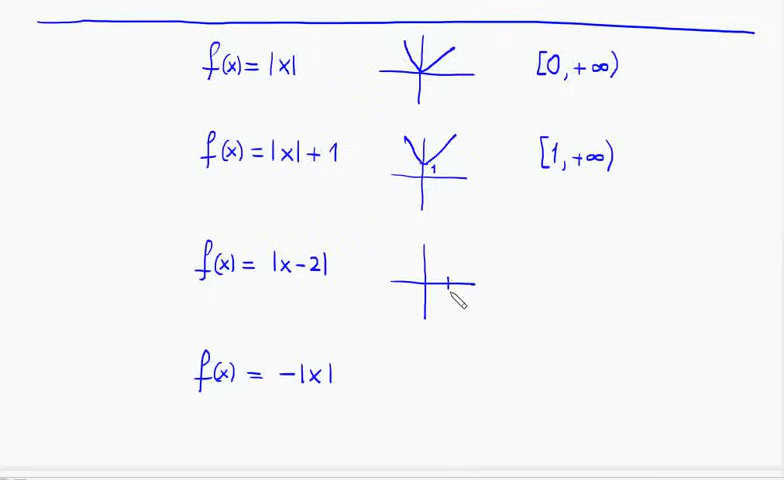 f(x) = |x| [0, +∞)
f(x) = |x| + 1 1 [1, +∞)
f(x) = |x-2|
f(x) = -|x|